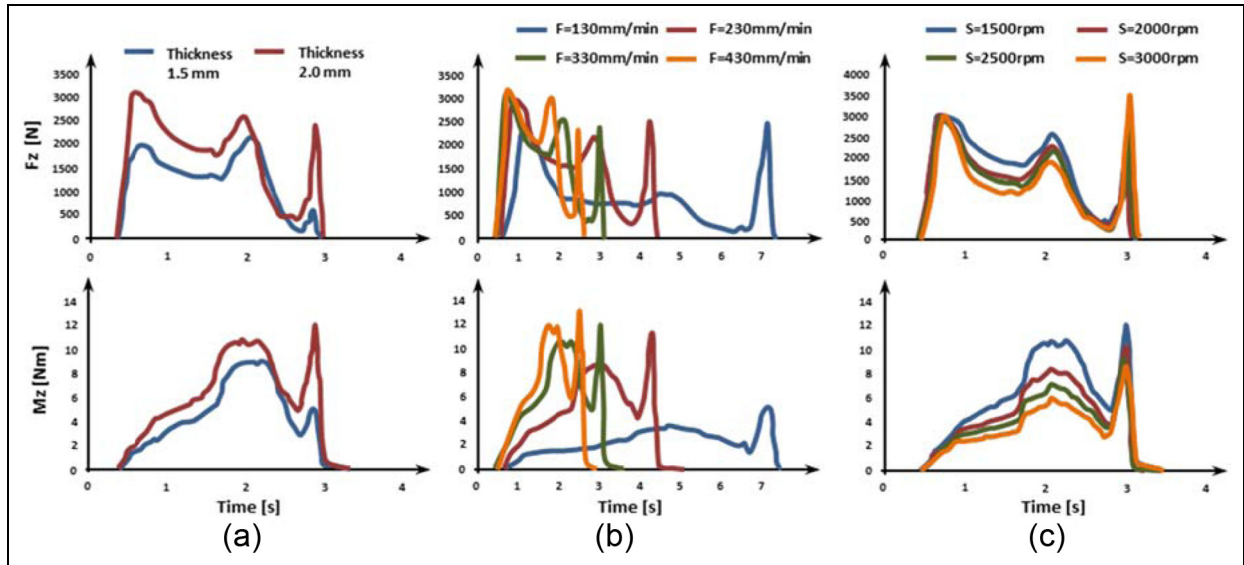 Thickness 1.5 mm
Thickness 2.0 mm
Fz [N]
3500
3000
2500
2000
1500
1000
500
0
0 1 2 3 4
Mz [Nm]
14
12
10
8
6
4
2
0
0 1 2 3 4
Time [s]
(a)
F=130mm/min F=230mm/min
F=330mm/min F=430mm/min
3500
3000
2500
2000
1500
1000
500
0
0 1 2 3 4 5 6 7
14
12
10
8
6
4
2
0
0 1 2 3 4 5 6 7
Time [s]
(b)
S=1500rpm S=2000rpm
S=2500rpm S=3000rpm
4000
3500
3000
2500
2000
1500
1000
500
0
0 1 2 3 4
14
12
10
8
6
4
2
0
0 1 2 3 4
Time [s]
(c)